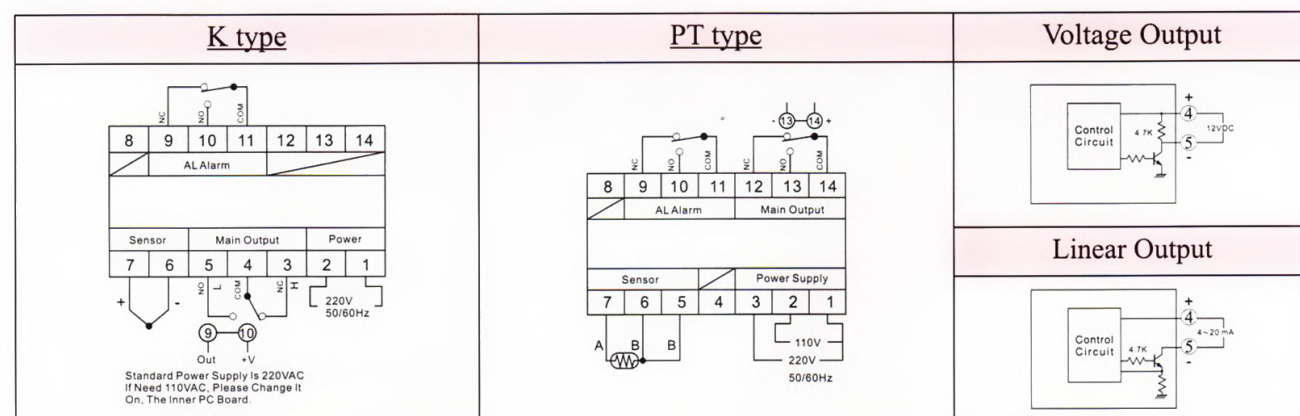 K type
PT type
Voltage Output
NC
NO
COM
8 9 10 11 12 13 14
AL Alarm
Sensor Main Output Power
7 6 5 4 3 2 1
+
-
NO
L
COM
NC
H
220V
50/60Hz
9 10
Out +V
Standard Power Supply Is 220VAC
If Need 110VAC, Please Change It
On, The Inner PC Board.
- 13 14 +
NC
NO
COM
NC
NO
COM
8 9 10 11 12 13 14
AL Alarm Main Output
Sensor Power Supply
7 6 5 4 3 2 1
A B B
110V
220V
50/60Hz
Control
Circuit
4.7K
+
4
12VDC
5
-
Linear Output
Control
Circuit
4.7K
+
4
4~20 mA
5
-